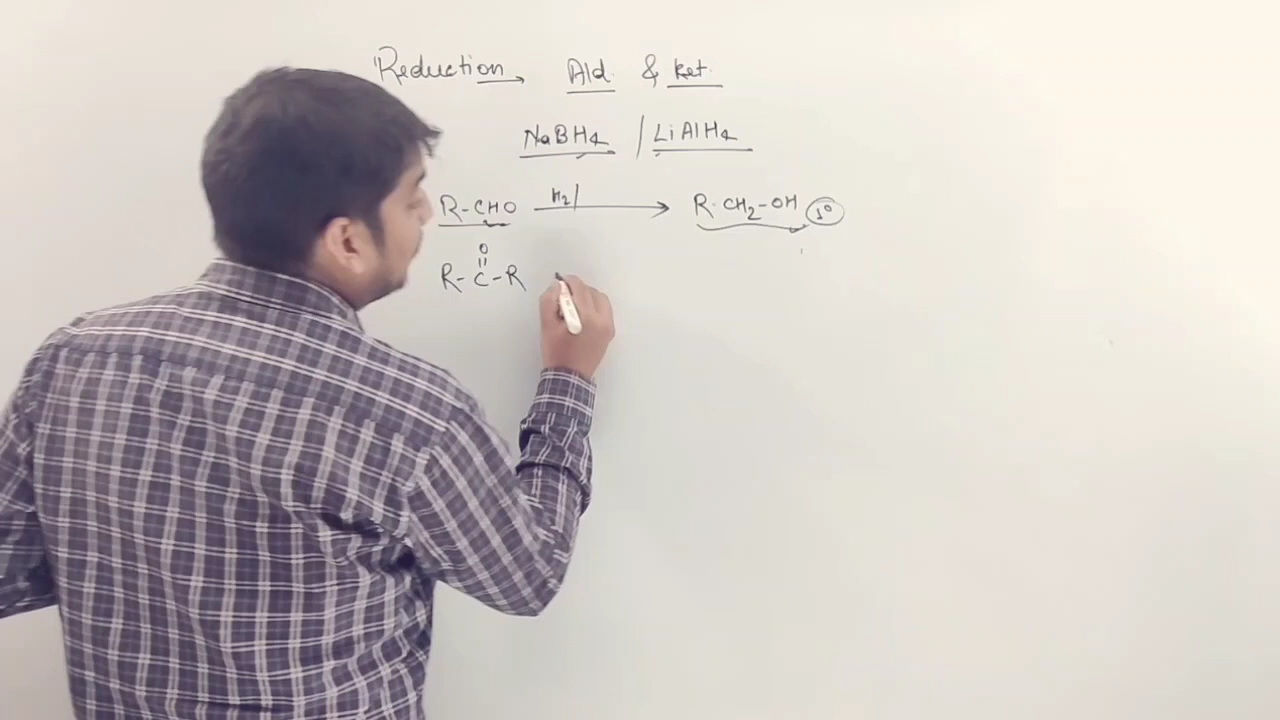 Reduction → Ald. & ket.
NaBH4 / LiAlH4
R-CHO H2/ → R-CH2-OH 1°
O
||
R-C-R